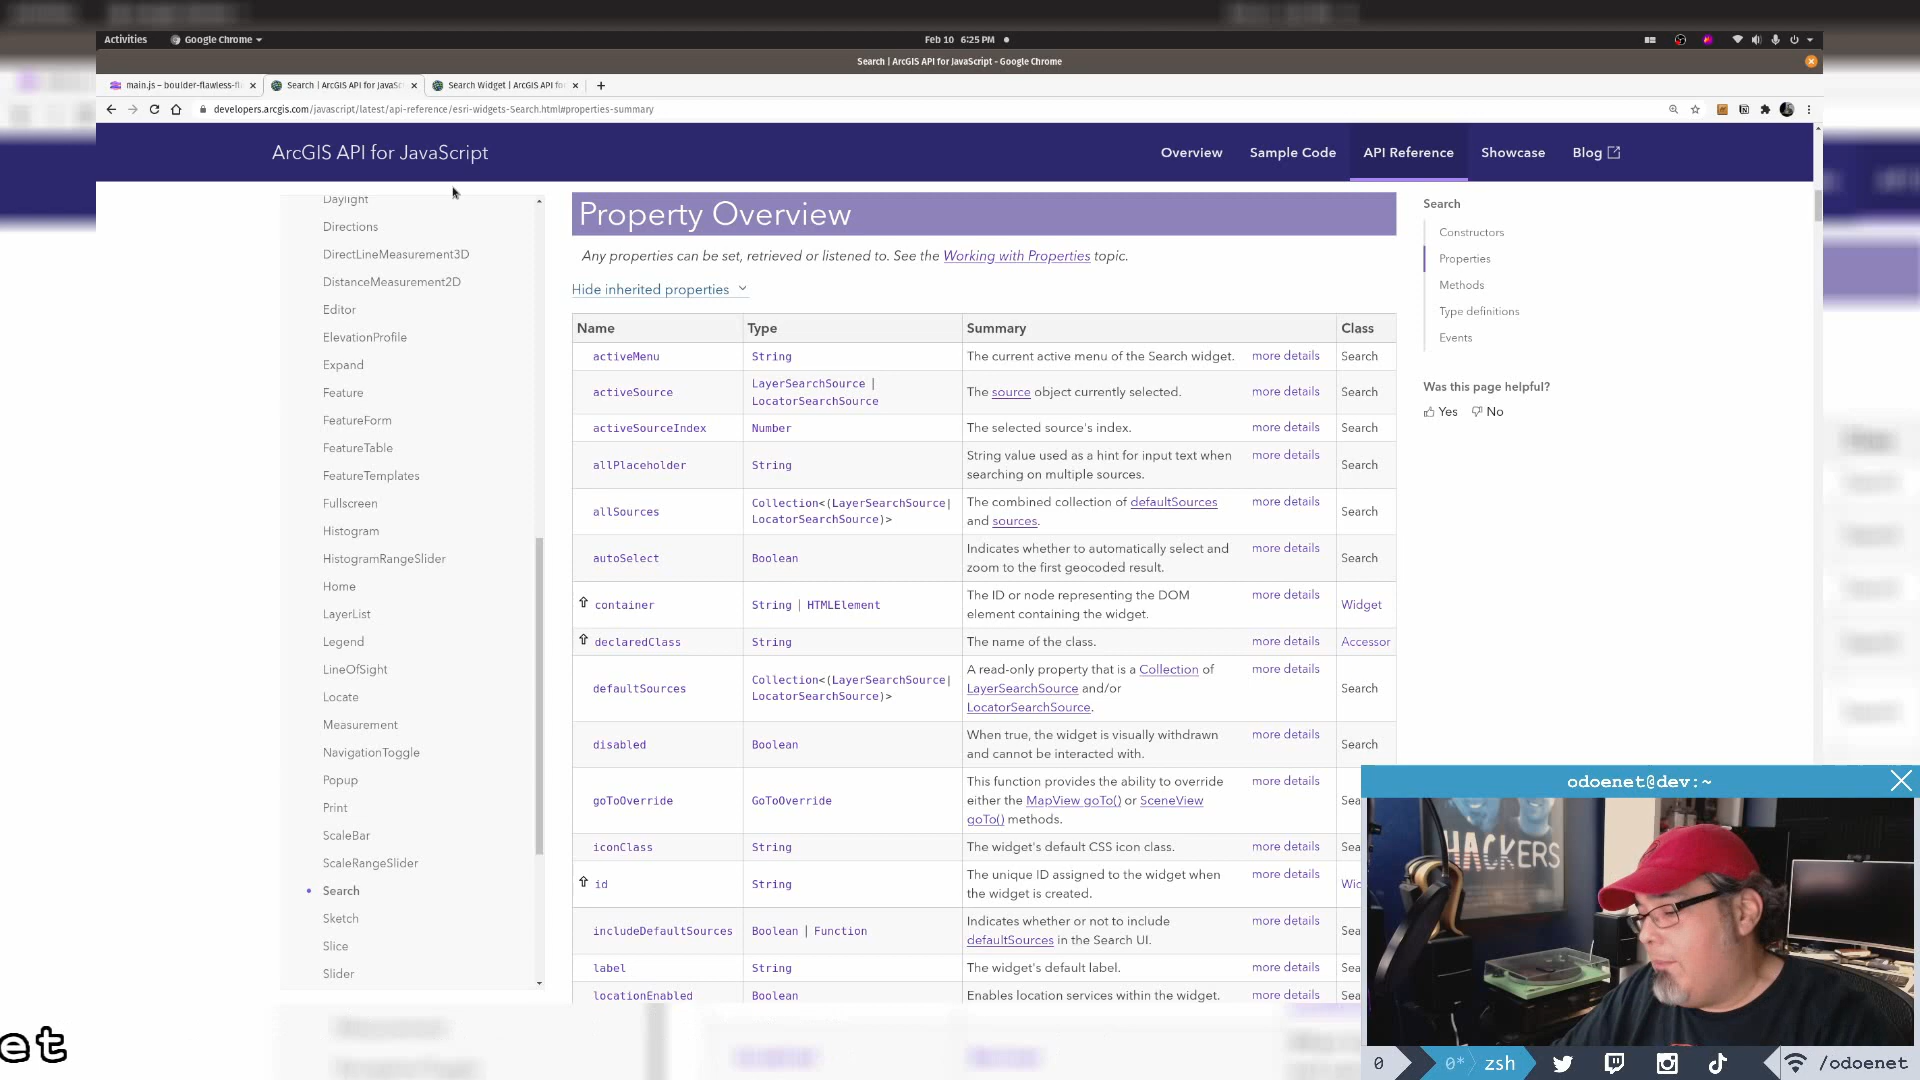 Activities
Google Chrome
Feb 10 6:25 PM
Search | ArcGIS API for JavaScript - Google Chrome
main.js – boulder-flawless-fl
Search | ArcGIS API for JavaSc
Search Widget | ArcGIS API fo
developers.arcgis.com/javascript/latest/api-reference/esri-widgets-Search.html#properties-summary
ArcGIS API for JavaScript
Overview
Sample Code
API Reference
Showcase
Blog
Daylight
Directions
DirectLineMeasurement3D
DistanceMeasurement2D
Editor
ElevationProfile
Expand
Feature
FeatureForm
FeatureTable
FeatureTemplates
Fullscreen
Histogram
HistogramRangeSlider
Home
LayerList
Legend
LineOfSight
Locate
Measurement
NavigationToggle
Popup
Print
ScaleBar
ScaleRangeSlider
Search
Sketch
Slice
Slider
Property Overview
Any properties can be set, retrieved or listened to. See the Working with Properties topic.
Hide inherited properties
Name Type Summary Class
activeMenu String The current active menu of the Search widget. more details Search
activeSource LayerSearchSource |
LocatorSearchSource
The source object currently selected. more details Search
activeSourceIndex Number The selected source's index. more details Search
allPlaceholder String String value used as a hint for input text when
searching on multiple sources. more details Search
allSources Collection<(LayerSearchSource|
LocatorSearchSource)>
The combined collection of defaultSources
and sources. more details Search
autoSelect Boolean Indicates whether to automatically select and
zoom to the first geocoded result. more details Search
container String | HTMLElement The ID or node representing the DOM
element containing the widget. more details Widget
declaredClass String The name of the class. more details Accessor
defaultSources Collection<(LayerSearchSource|
LocatorSearchSource)>
A read-only property that is a Collection of
LayerSearchSource and/or
LocatorSearchSource. more details Search
disabled Boolean When true, the widget is visually withdrawn
and cannot be interacted with. more details Search
goToOverride GoToOverride This function provides the ability to override
either the MapView goTo() or SceneView
goTo() methods. more details Sea
iconClass String The widget's default CSS icon class. more details Sea
id String The unique ID assigned to the widget when
the widget is created. more details Wid
includeDefaultSources Boolean | Function Indicates whether or not to include
defaultSources in the Search UI. more details Sea
label String The widget's default label. more details Sea
locationEnabled Boolean Enables location services within the widget. more details Sea
Search
Constructors
Properties
Methods
Type definitions
Events
Was this page helpful?
Yes No
odoenet@dev:~
HACKERS
et
0 0* zsh /odoenet